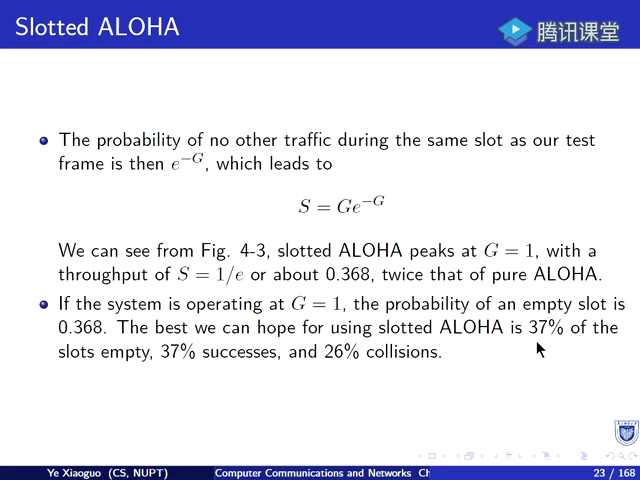 Slotted ALOHA
腾讯课堂
The probability of no other traffic during the same slot as our test
frame is then e^{-G}, which leads to
S = Ge^{-G}
We can see from Fig. 4-3, slotted ALOHA peaks at G = 1, with a
throughput of S = 1/e or about 0.368, twice that of pure ALOHA.
If the system is operating at G = 1, the probability of an empty slot is
0.368. The best we can hope for using slotted ALOHA is 37% of the
slots empty, 37% successes, and 26% collisions.
Ye Xiaoguo (CS, NUPT) Computer Communications and Networks Ch 23 / 168